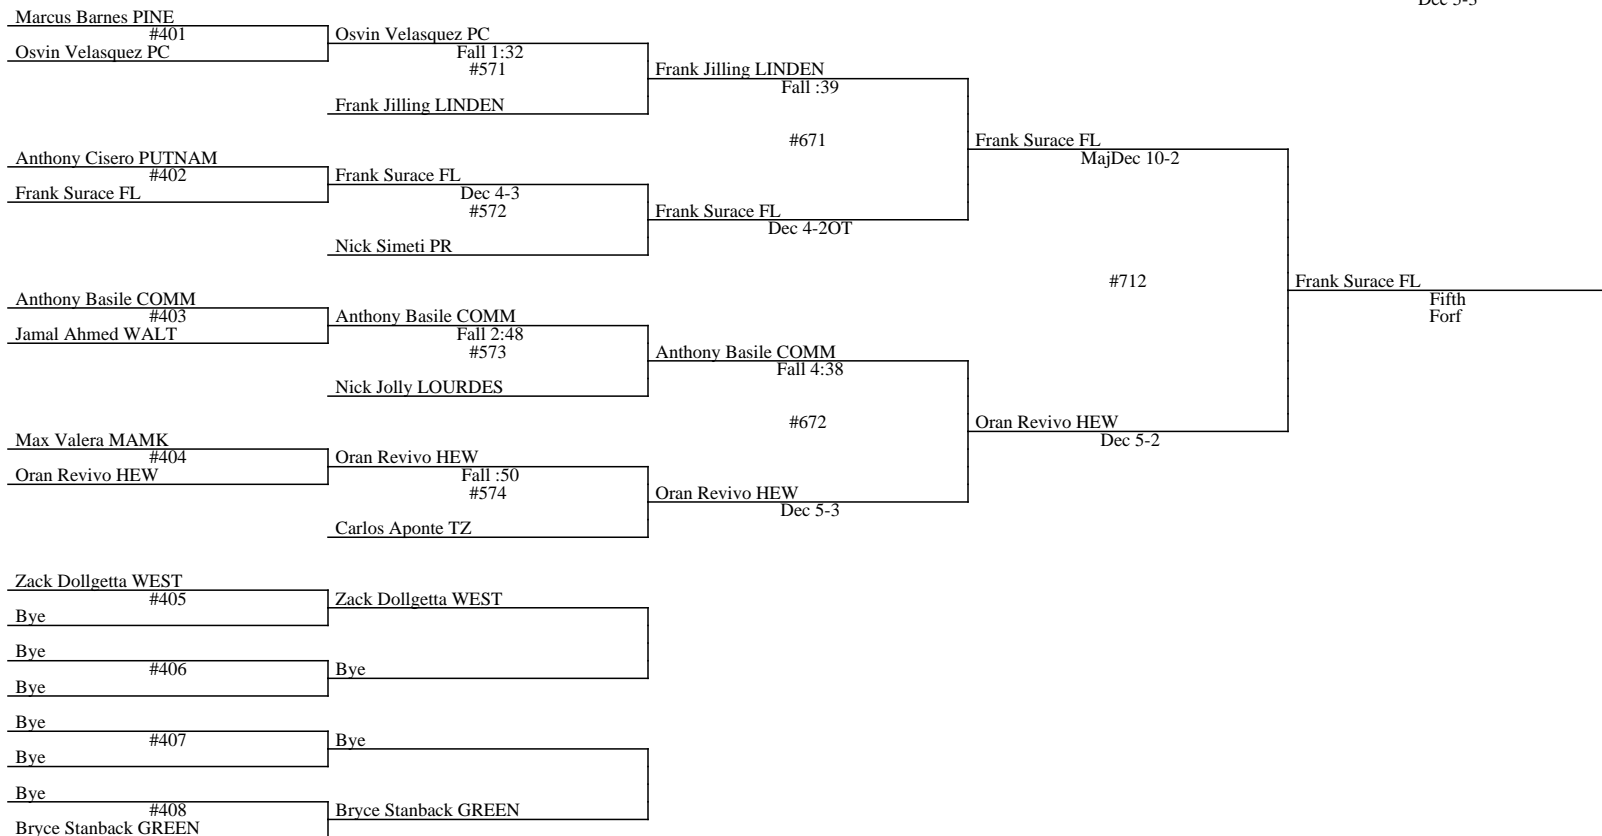 Dec 5-3
Marcus Barnes PINE
#401
Osvin Velasquez PC
Osvin Velasquez PC
Fall 1:32
#571
Frank Jilling LINDEN
Frank Jilling LINDEN
Fall :39
#671
Anthony Cisero PUTNAM
#402
Frank Surace FL
Frank Surace FL
Dec 4-3
#572
Nick Simeti PR
Frank Surace FL
Dec 4-2OT
Frank Surace FL
MajDec 10-2
#712
Frank Surace FL
Fifth
Forf
Anthony Basile COMM
#403
Jamal Ahmed WALT
Anthony Basile COMM
Fall 2:48
#573
Nick Jolly LOURDES
Anthony Basile COMM
Fall 4:38
#672
Oran Revivo HEW
Dec 5-2
Max Valera MAMK
#404
Oran Revivo HEW
Oran Revivo HEW
Fall :50
#574
Carlos Aponte TZ
Oran Revivo HEW
Dec 5-3
Zack Dollgetta WEST
#405
Bye
Zack Dollgetta WEST
Bye
#406
Bye
Bye
Bye
#407
Bye
Bye
Bye
#408
Bryce Stanback GREEN
Bryce Stanback GREEN